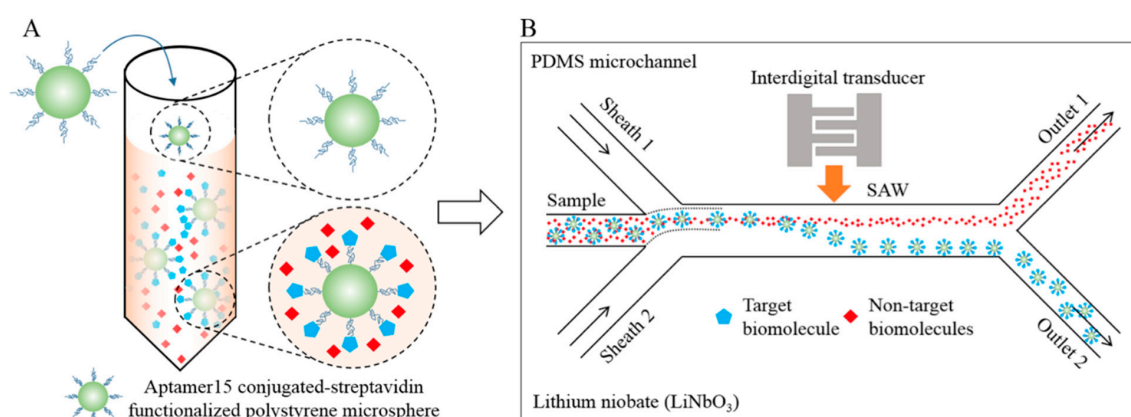 A
Aptamer15 conjugated-streptavidin
functionalized polystyrene microsphere
B
PDMS microchannel
Interdigital transducer
Sheath 1
Outlet 1
SAW
Sample
Target
biomolecule
Non-target
biomolecules
Sheath 2
Outlet 2
Lithium niobate (LiNbO₃)